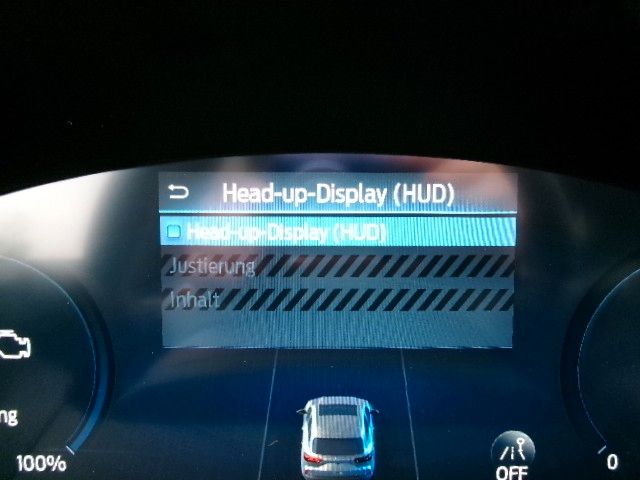 Head-up-Display (HUD)
Head-up-Display (HUD)
Justierung
Inhalt
ng
100%
OFF
0